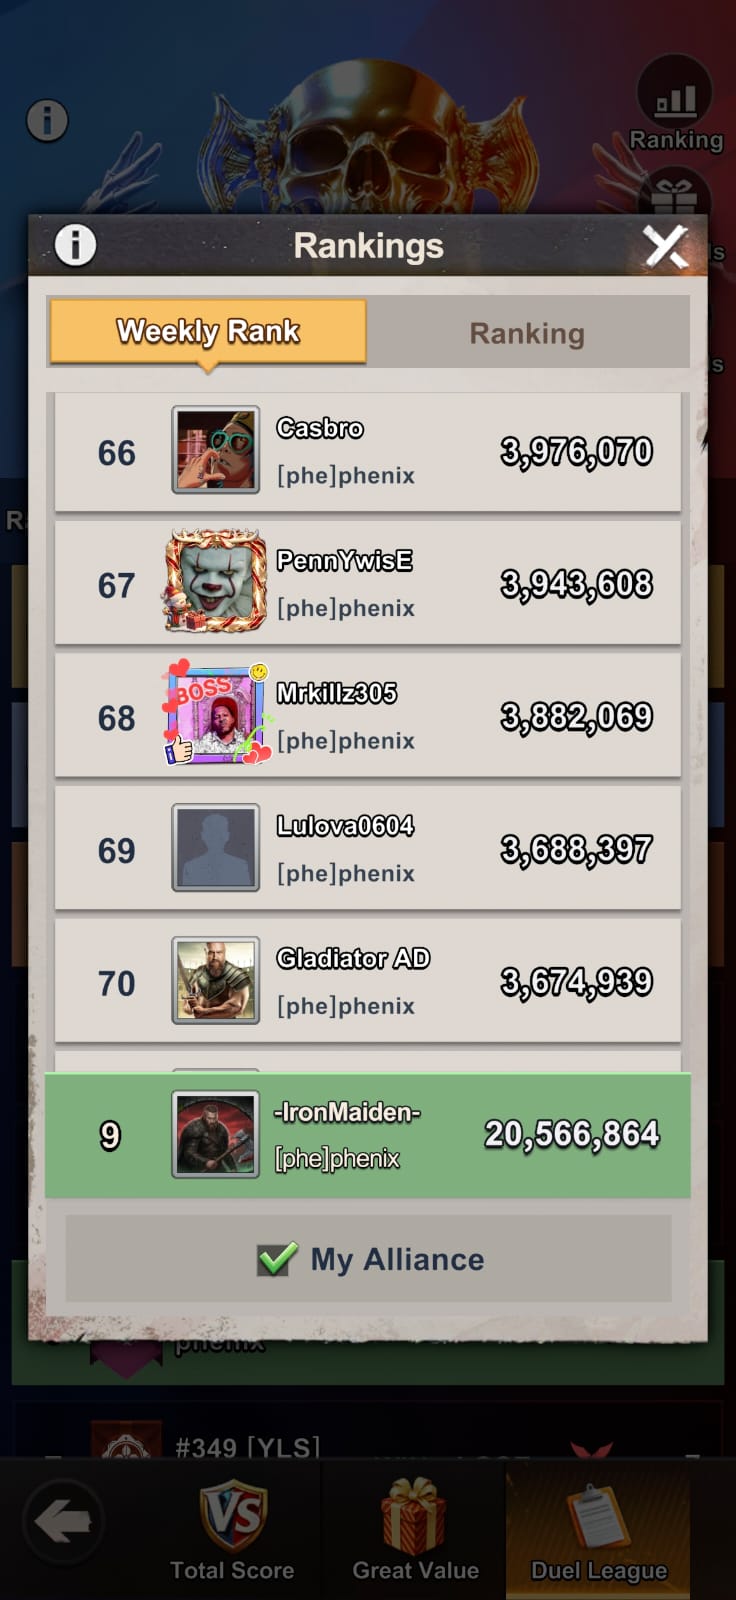 Ranking
Rankings
Weekly Rank
Ranking
66
Casbro
[phe]phenix
3,976,070
67
PennYwisE
[phe]phenix
3,943,608
68
BOSS
Mrkillz305
[phe]phenix
3,882,069
69
Lulova0604
[phe]phenix
3,688,397
70
Gladiator AD
[phe]phenix
3,674,939
9
-IronMaiden-
[phe]phenix
20,566,864
My Alliance
phenix
#349 [YLS]
VS
Total Score
Great Value
Duel League